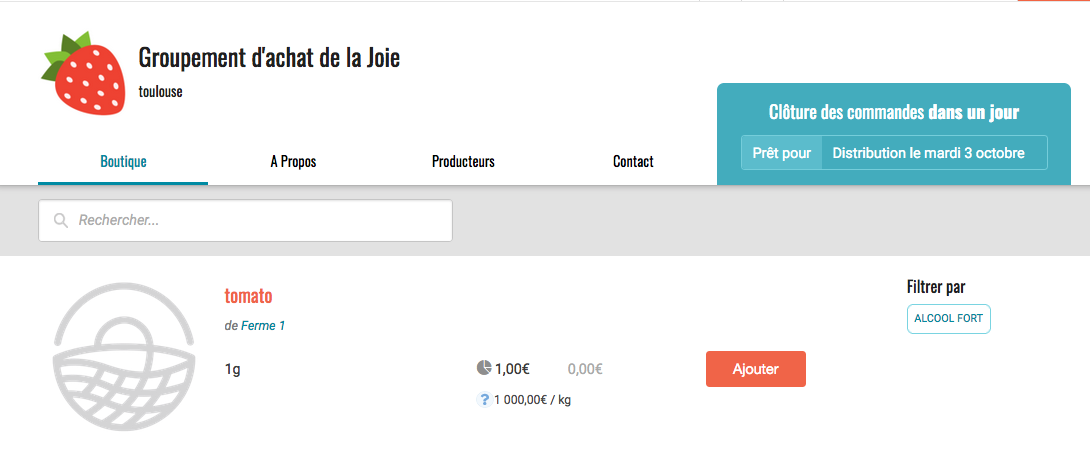 Groupement d'achat de la Joie
toulouse
Clôture des commandes dans un jour
Prêt pour Distribution le mardi 3 octobre
Boutique A Propos Producteurs Contact
Rechercher...
tomato
de Ferme 1
1g 1,00€ 0,00€ Ajouter
? 1 000,00€ / kg
Filtrer par
ALCOOL FORT